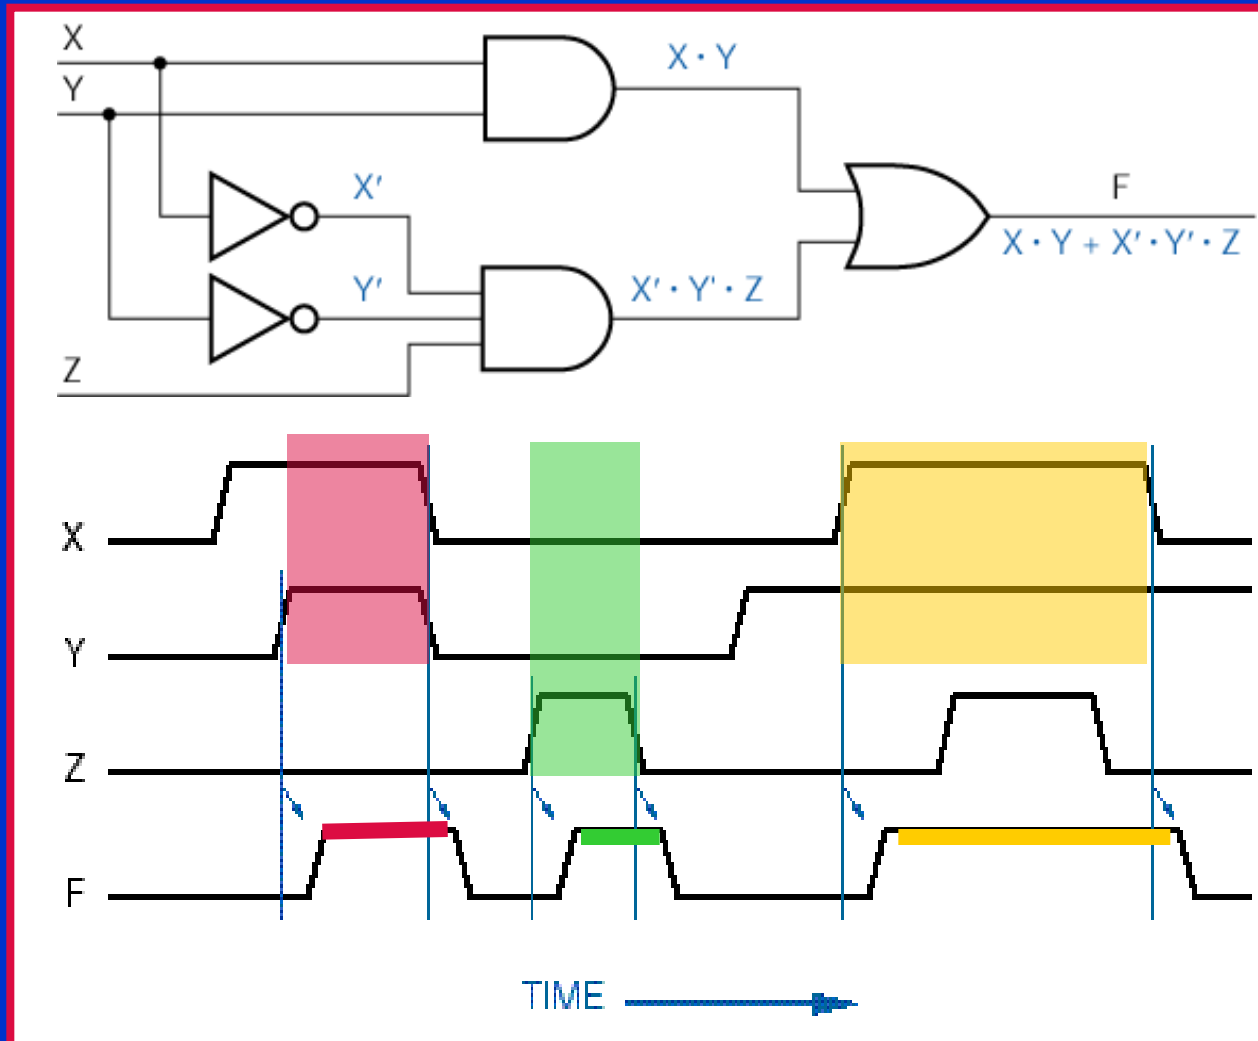 X
X · Y
Y
X′
F
X · Y + X′ · Y′ · Z
Y′
X′ · Y' · Z
Z
X
Y
Z
F
TIME